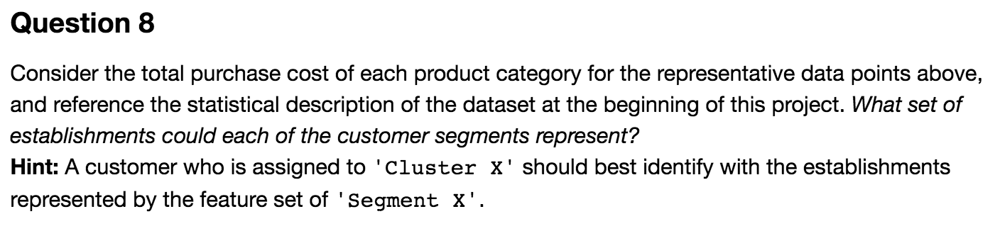 Question 8
Consider the total purchase cost of each product category for the representative data points above,
and reference the statistical description of the dataset at the beginning of this project. What set of
establishments could each of the customer segments represent?
Hint: A customer who is assigned to 'Cluster X' should best identify with the establishments
represented by the feature set of 'Segment X'.